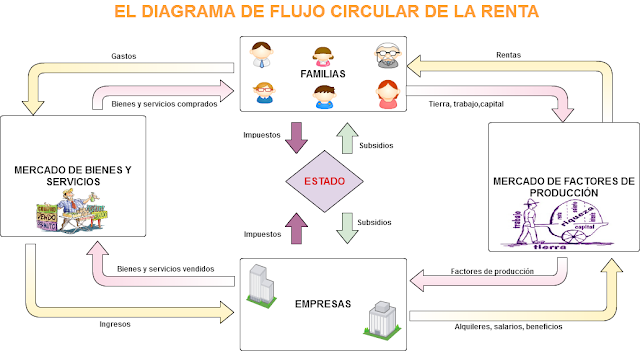 EL DIAGRAMA DE FLUJO CIRCULAR DE LA RENTA
Gastos
FAMILIAS
Rentas
Bienes y servicios comprados
Tierra, trabajo,capital
Impuestos
Subsidios
MERCADO DE BIENES Y
SERVICIOS
ESTADO
MERCADO DE FACTORES DE
PRODUCCIÓN
trabajo
riqueza
capital
tierra
Impuestos
Subsidios
Bienes y servicios vendidos
Factores de producción
EMPRESAS
Ingresos
Alquileres, salarios, beneficios